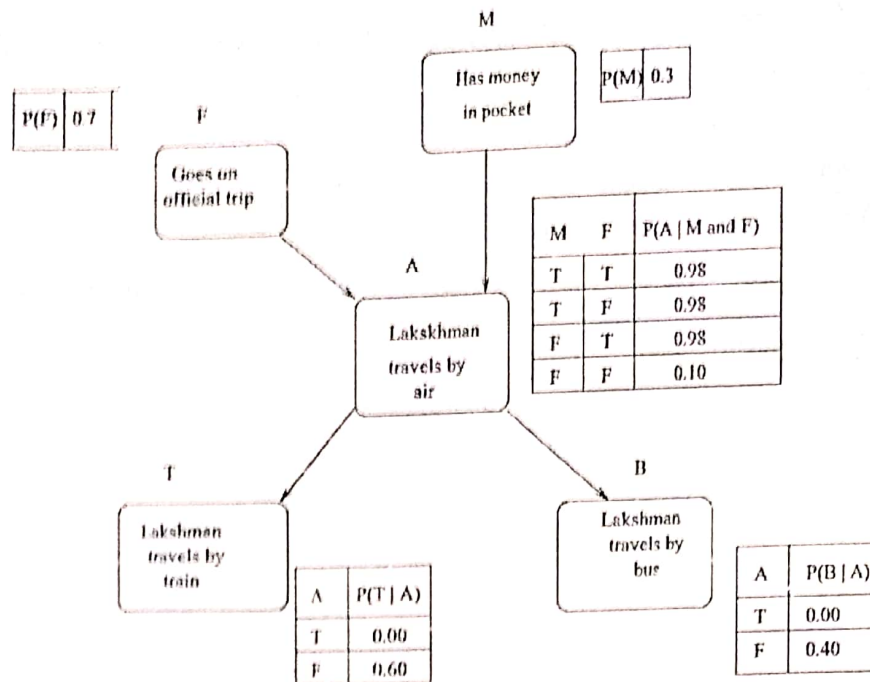 M
Has money
in pocket
P(M) 0.3
P(F) 0.7
F
Goes on
official trip
M F P(A | M and F)
T T 0.98
T F 0.98
F T 0.98
F F 0.10
A
Lakskhman
travels by
air
T
Lakshman
travels by
train
A P(T | A)
T 0.00
F 0.60
B
Lakshman
travels by
bus
A P(B | A)
T 0.00
F 0.40